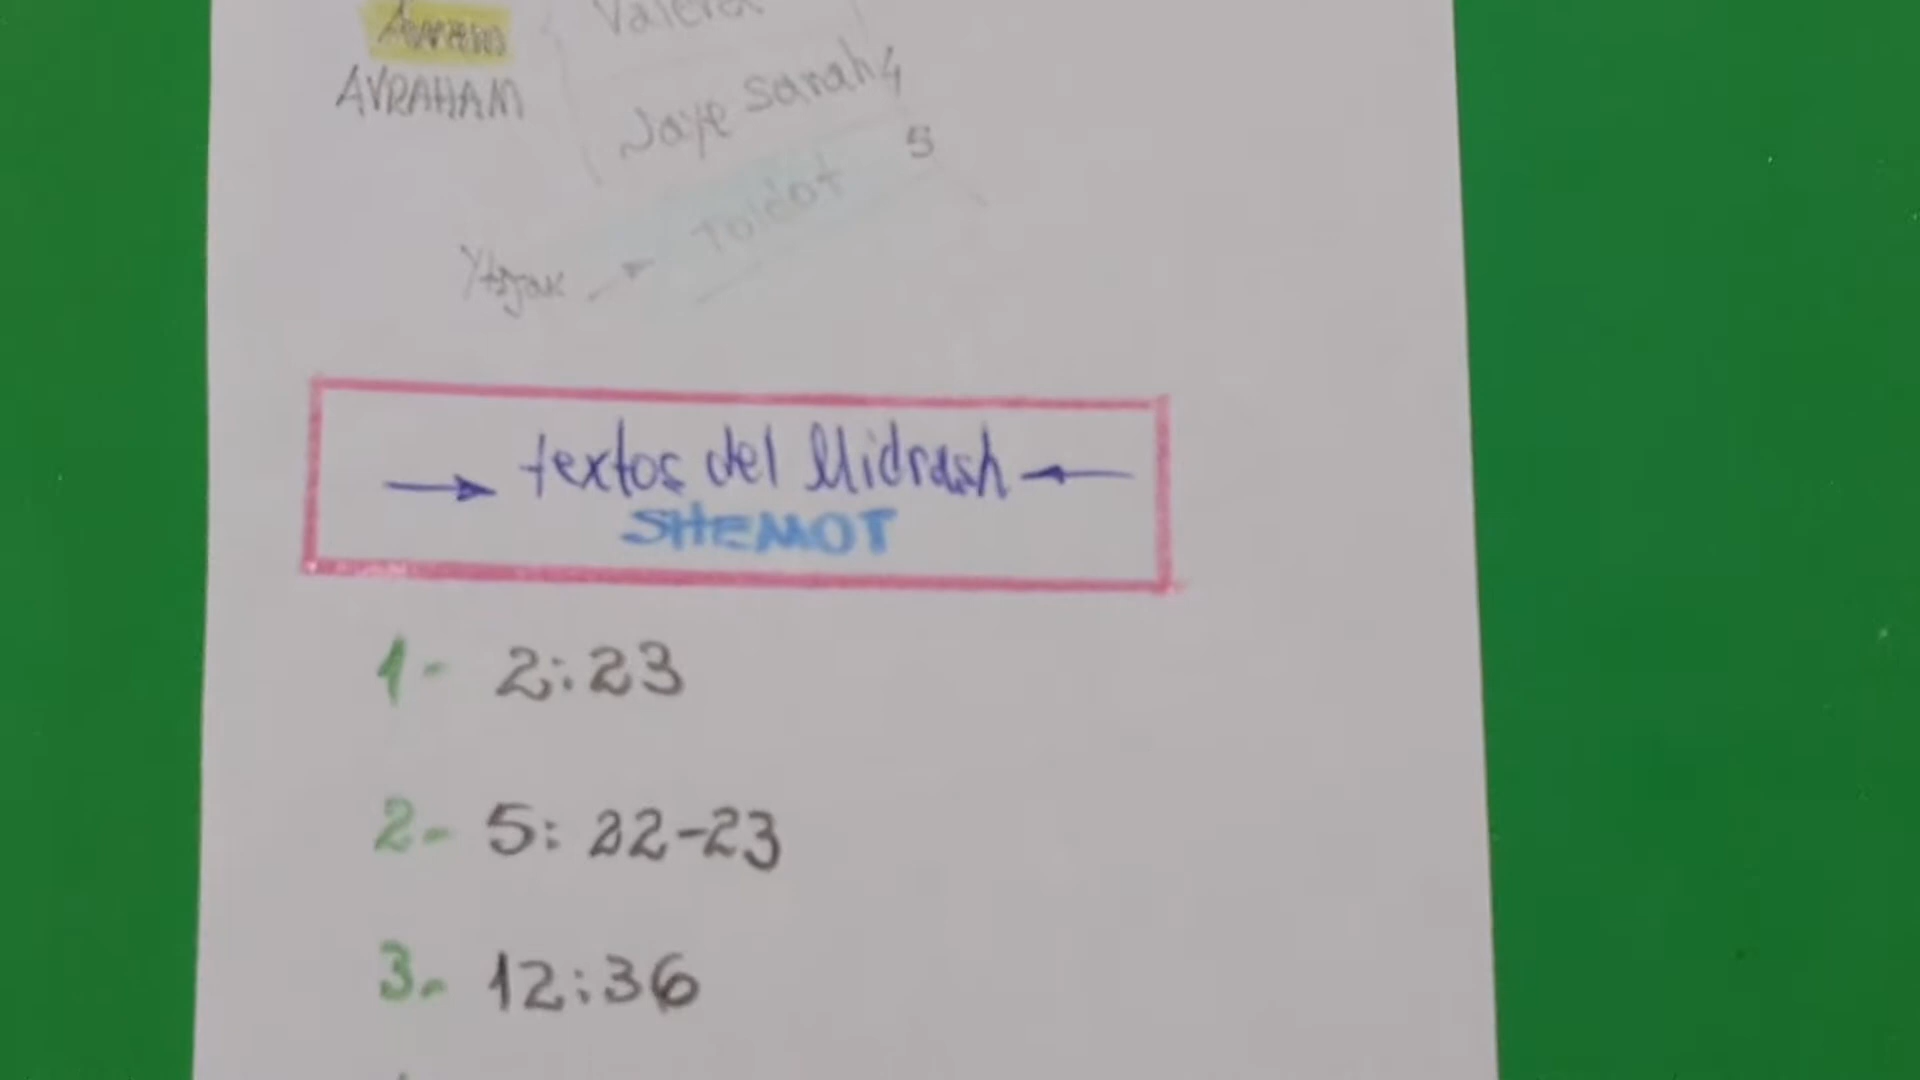 AVRAHAM
Jaye Sarah 4
Toldot 5
textos del Midrash
SHEMOT
1- 2:23
2- 5: 22-23
3- 12:36